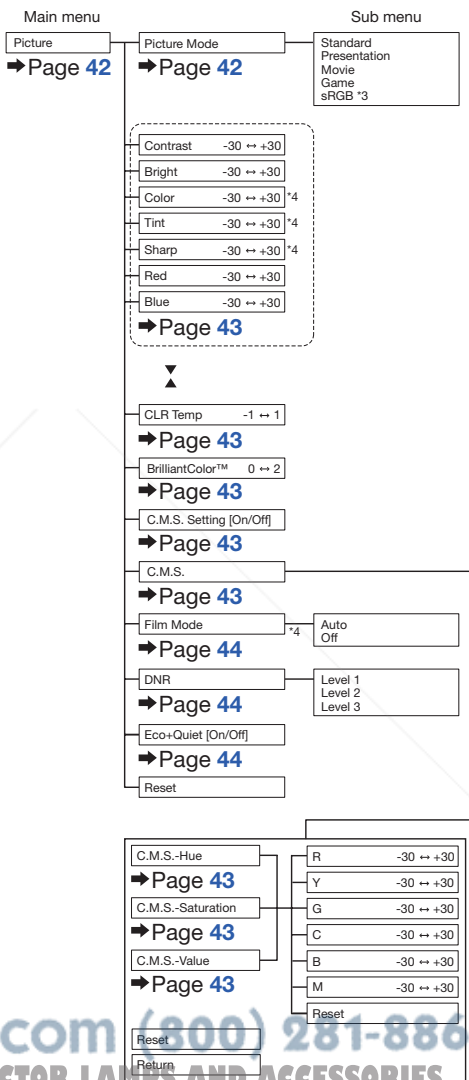 Main menu
Sub menu
Picture
➡Page 42
Picture Mode
➡Page 42
Standard
Presentation
Movie
Game
sRGB *3
Contrast -30 ↔ +30
Bright -30 ↔ +30
Color -30 ↔ +30 *4
Tint -30 ↔ +30 *4
Sharp -30 ↔ +30 *4
Red -30 ↔ +30
Blue -30 ↔ +30
➡Page 43
CLR Temp -1 ↔ 1
➡Page 43
BrilliantColor™ 0 ↔ 2
➡Page 43
C.M.S. Setting [On/Off]
➡Page 43
C.M.S.
➡Page 43
Film Mode *4
➡Page 44
Auto
Off
DNR
➡Page 44
Level 1
Level 2
Level 3
Eco+Quiet [On/Off]
➡Page 44
Reset
C.M.S.-Hue
➡Page 43
C.M.S.-Saturation
➡Page 43
C.M.S.-Value
➡Page 43
R -30 ↔ +30
Y -30 ↔ +30
G -30 ↔ +30
C -30 ↔ +30
B -30 ↔ +30
M -30 ↔ +30
Reset
Reset
Return
com (800) 281-886
CTOR LAMPS AND ACCESSORIES